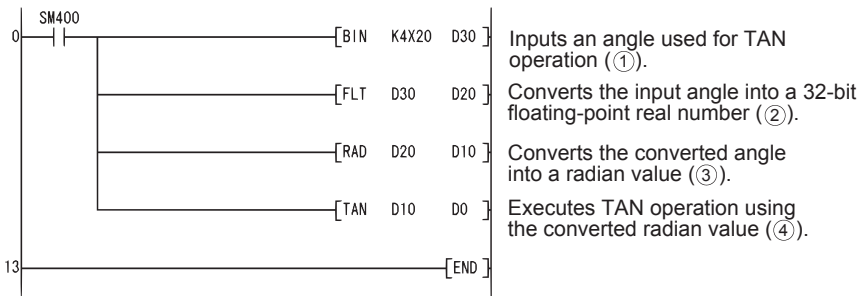 SM400
0 [BIN K4X20 D30] Inputs an angle used for TAN
operation (①).
[FLT D30 D20] Converts the input angle into a 32-bit
floating-point real number (②).
[RAD D20 D10] Converts the converted angle
into a radian value (③).
[TAN D10 D0] Executes TAN operation using
the converted radian value (④).
13 [END]